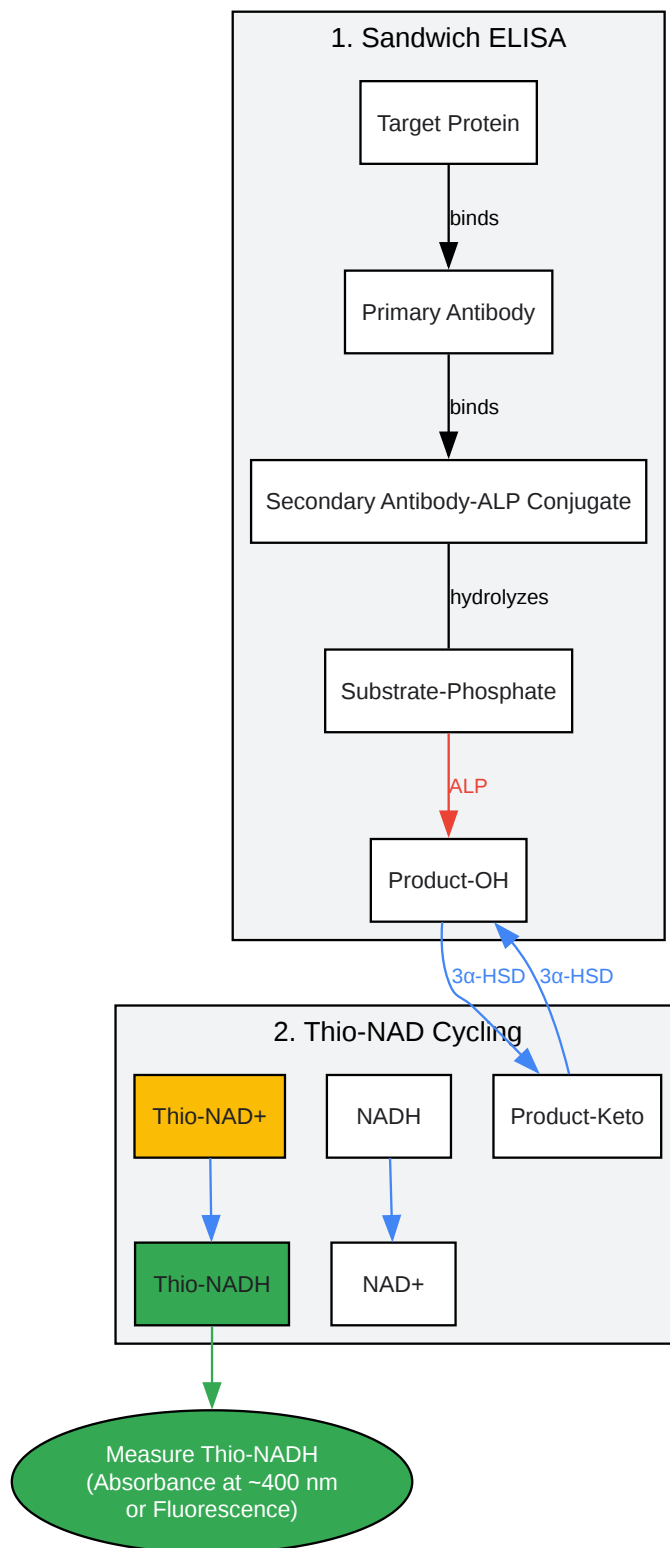 1. Sandwich ELISA
Target Protein
binds
Primary Antibody
binds
Secondary Antibody-ALP Conjugate
hydrolyzes
Substrate-Phosphate
ALP
Product-OH
3α-HSD
3α-HSD
2. Thio-NAD Cycling
Thio-NAD+
NADH
Product-Keto
Thio-NADH
NAD+
Measure Thio-NADH
(Absorbance at ~400 nm
or Fluorescence)